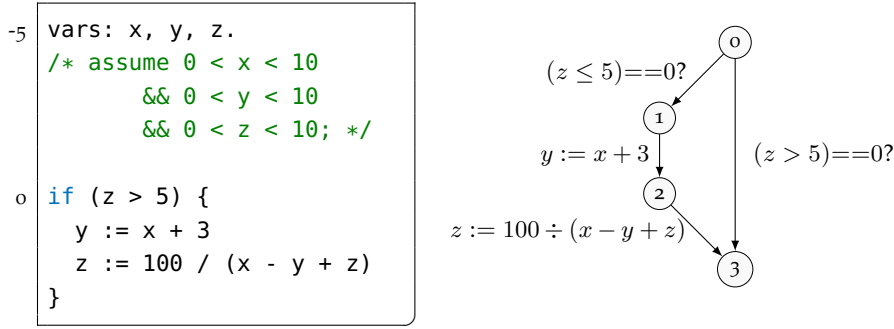 -5 vars: x, y, z.
/* assume 0 < x < 10
&& 0 < y < 10
&& 0 < z < 10; */
0 if (z > 5) {
y := x + 3
z := 100 / (x - y + z)
}
0
(z ≤ 5)==0?
1
y := x + 3
(z > 5)==0?
2
z := 100 ÷ (x − y + z)
3